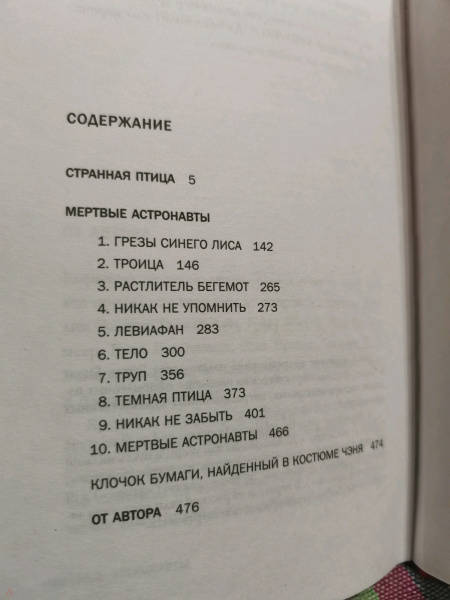 СОДЕРЖАНИЕ
СТРАННАЯ ПТИЦА 5
МЕРТВЫЕ АСТРОНАВТЫ
1. ГРЕЗЫ СИНЕГО ЛИСА 142
2. ТРОИЦА 146
3. РАСТЛИТЕЛЬ БЕГЕМОТ 265
4. НИКАК НЕ УПОМНИТЬ 273
5. ЛЕВИАФАН 283
6. ТЕЛО 300
7. ТРУП 356
8. ТЕМНАЯ ПТИЦА 373
9. НИКАК НЕ ЗАБЫТЬ 401
10. МЕРТВЫЕ АСТРОНАВТЫ 466
КЛОЧОК БУМАГИ, НАЙДЕННЫЙ В КОСТЮМЕ ЧЭНЯ 474
ОТ АВТОРА 476